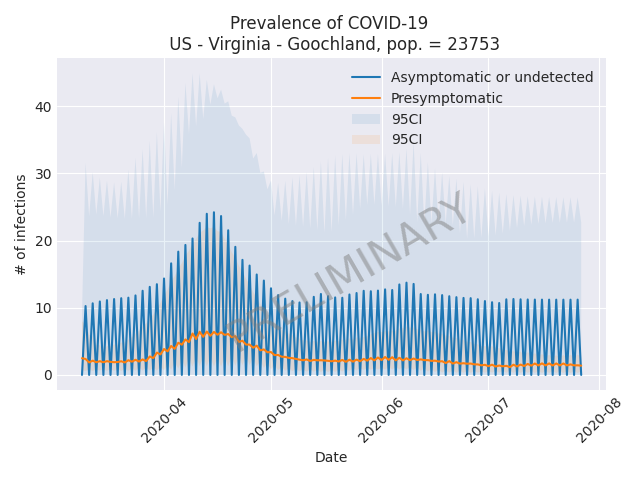 Prevalence of COVID-19
US - Virginia - Goochland, pop. = 23753
Asymptomatic or undetected
Presymptomatic
95CI
95CI
# of infections
40
30
20
10
0
PRELIMINARY
2020-04
2020-05
2020-06
2020-07
2020-08
Date